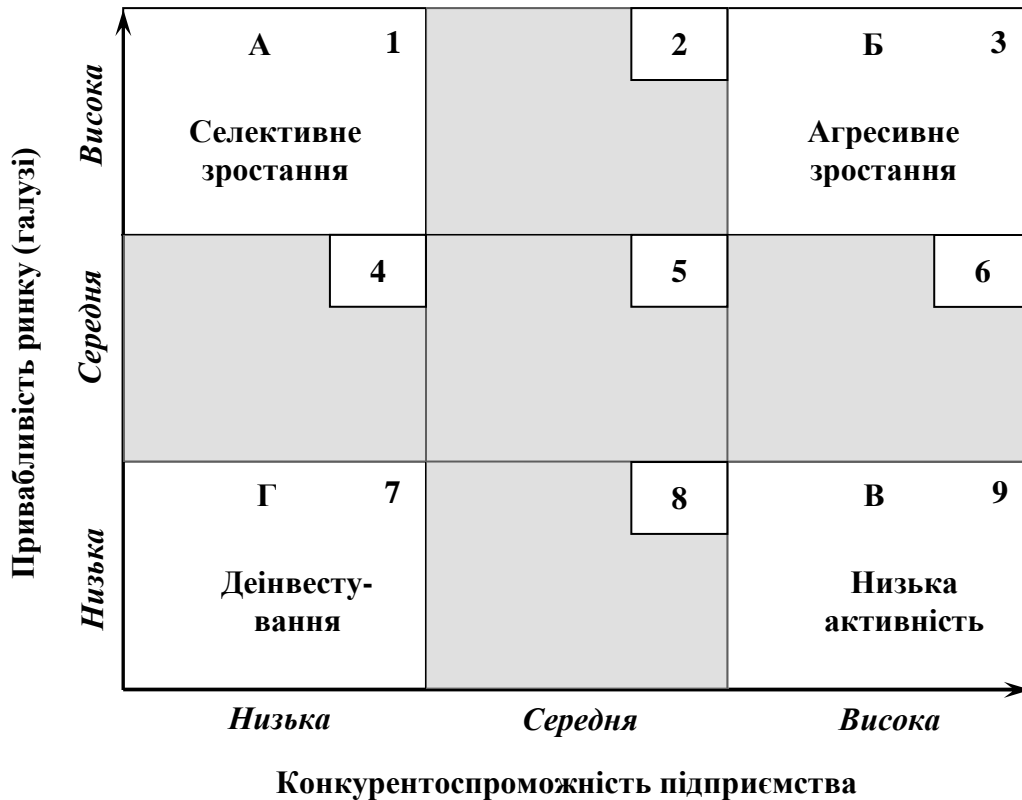 Привабливість ринку (галузі)
Висока
Середня
Низька
А 1
Селективне
зростання
2
Б 3
Агресивне
зростання
4
5
6
Г 7
Деінвесту-
вання
8
В 9
Низька
активність
Низька
Середня
Висока
Конкурентоспроможність підприємства